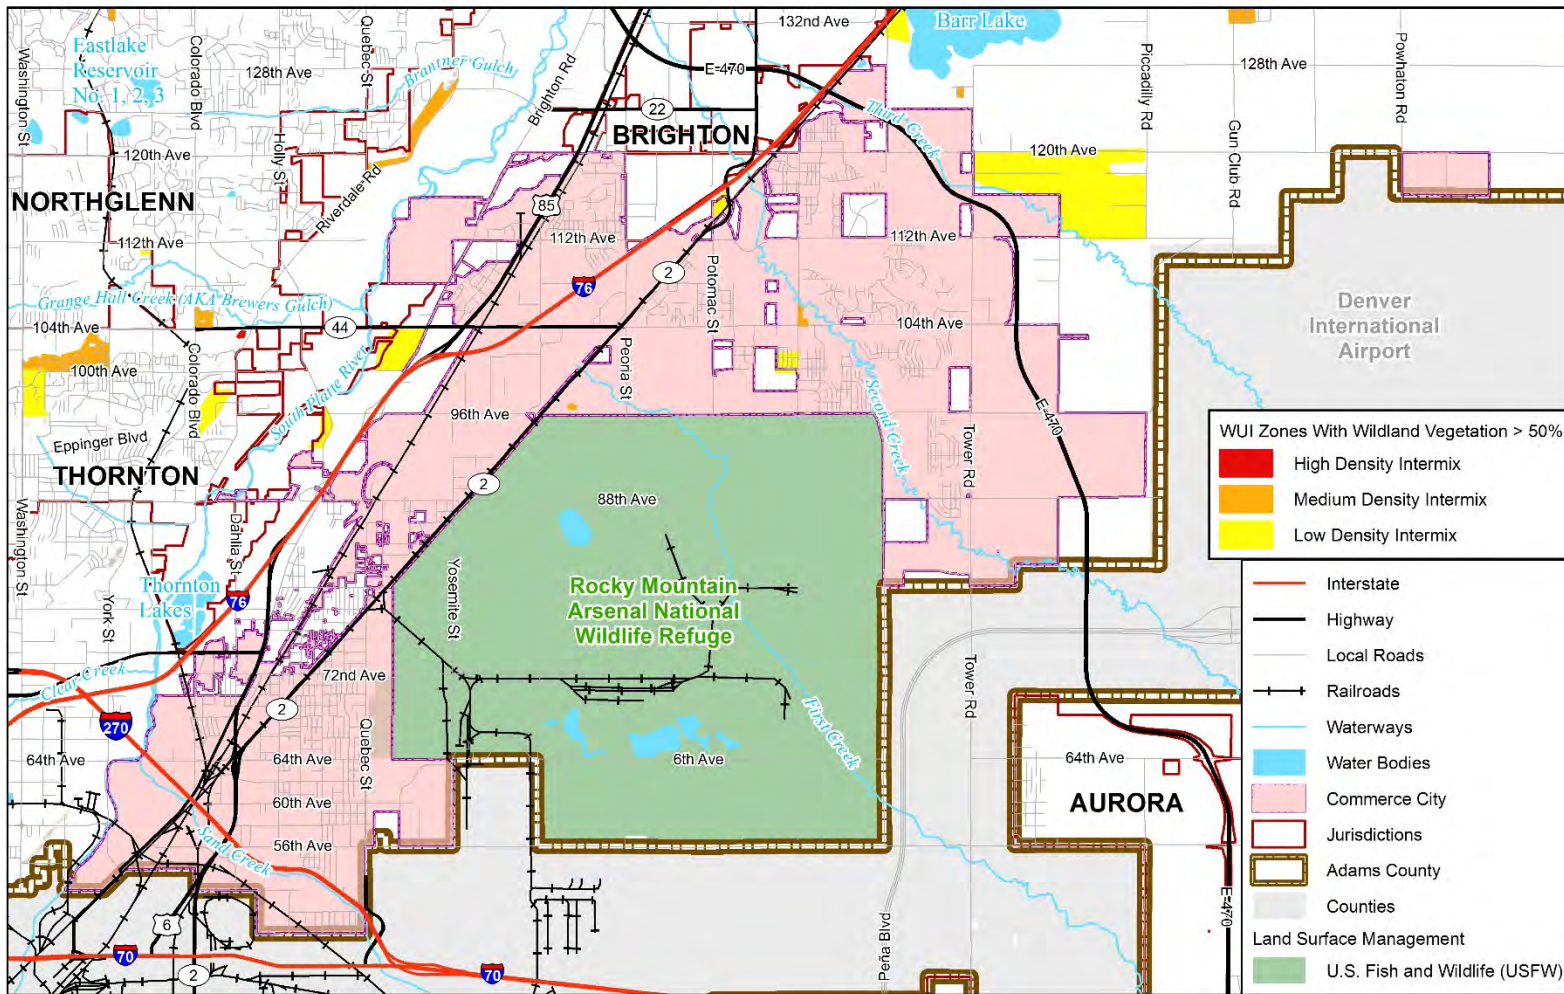 132nd Ave
Barr Lake
Eastlake
Reservoir
No. 1, 2, 3
Washington St
Colorado Blvd
Quebec St
128th Ave
Brantner Gulch
Brighton Rd
E-470
128th Ave
Piccadilly Rd
Powhaton Rd
Gun Club Rd
22
BRIGHTON
Third Creek
120th Ave
Holly St
120th Ave
Riverdale Rd
NORTHGLENN
85
112th Ave
112th Ave
112th Ave
2
Potomac St
76
Grange Hall Creek (AKA Brewers Gulch)
104th Ave
44
104th Ave
Denver
International
Airport
100th Ave
Colorado Blvd
South Platte River
Peoria St
Second Creek
E-470
96th Ave
Eppinger Blvd
THORNTON
Tower Rd
2
88th Ave
Washington St
Dahlia St
Thornton
Lakes
76
York St
Yosemite St
Rocky Mountain
Arsenal National
Wildlife Refuge
Clear Creek
72nd Ave
270
2
Quebec St
First Creek
Tower Rd
64th Ave
64th Ave
6th Ave
64th Ave
60th Ave
AURORA
56th Ave
Sand Creek
6
Peña Blvd
E-470
70
70
2
WUI Zones With Wildland Vegetation > 50%
High Density Intermix
Medium Density Intermix
Low Density Intermix
Interstate
Highway
Local Roads
Railroads
Waterways
Water Bodies
Commerce City
Jurisdictions
Adams County
Counties
Land Surface Management
U.S. Fish and Wildlife (USFW)